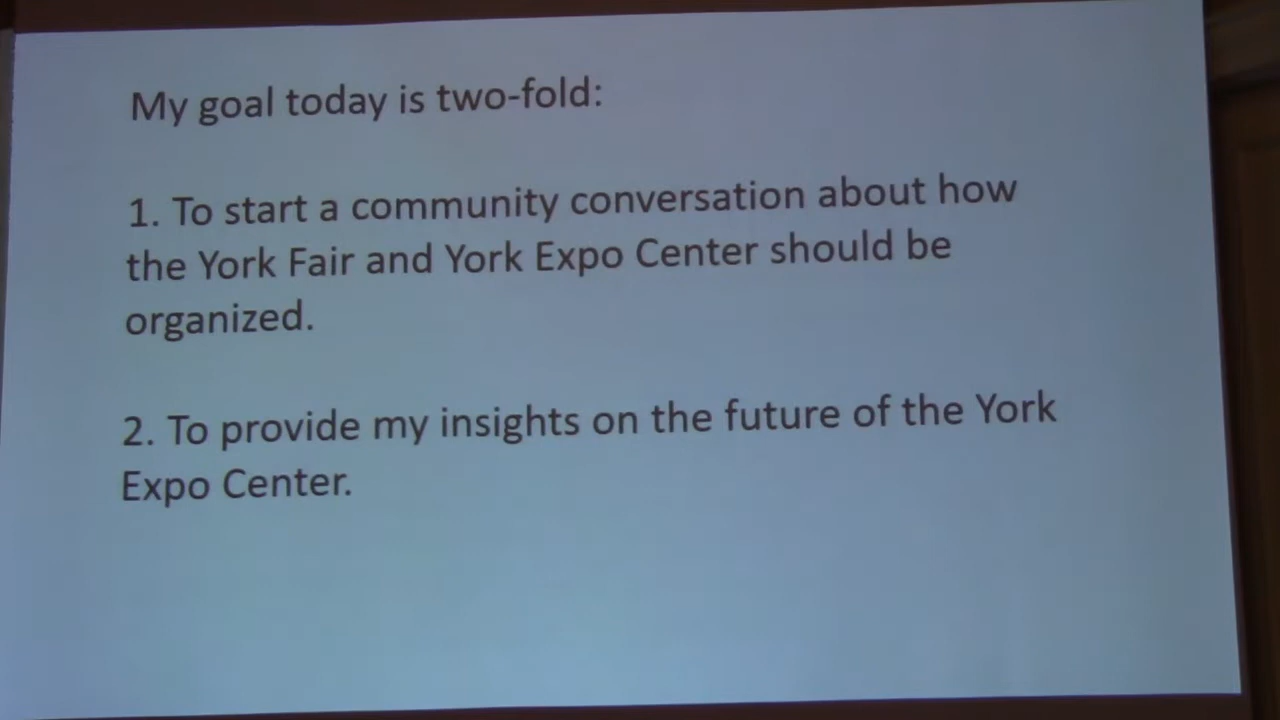 My goal today is two-fold:
1. To start a community conversation about how
the York Fair and York Expo Center should be
organized.
2. To provide my insights on the future of the York
Expo Center.